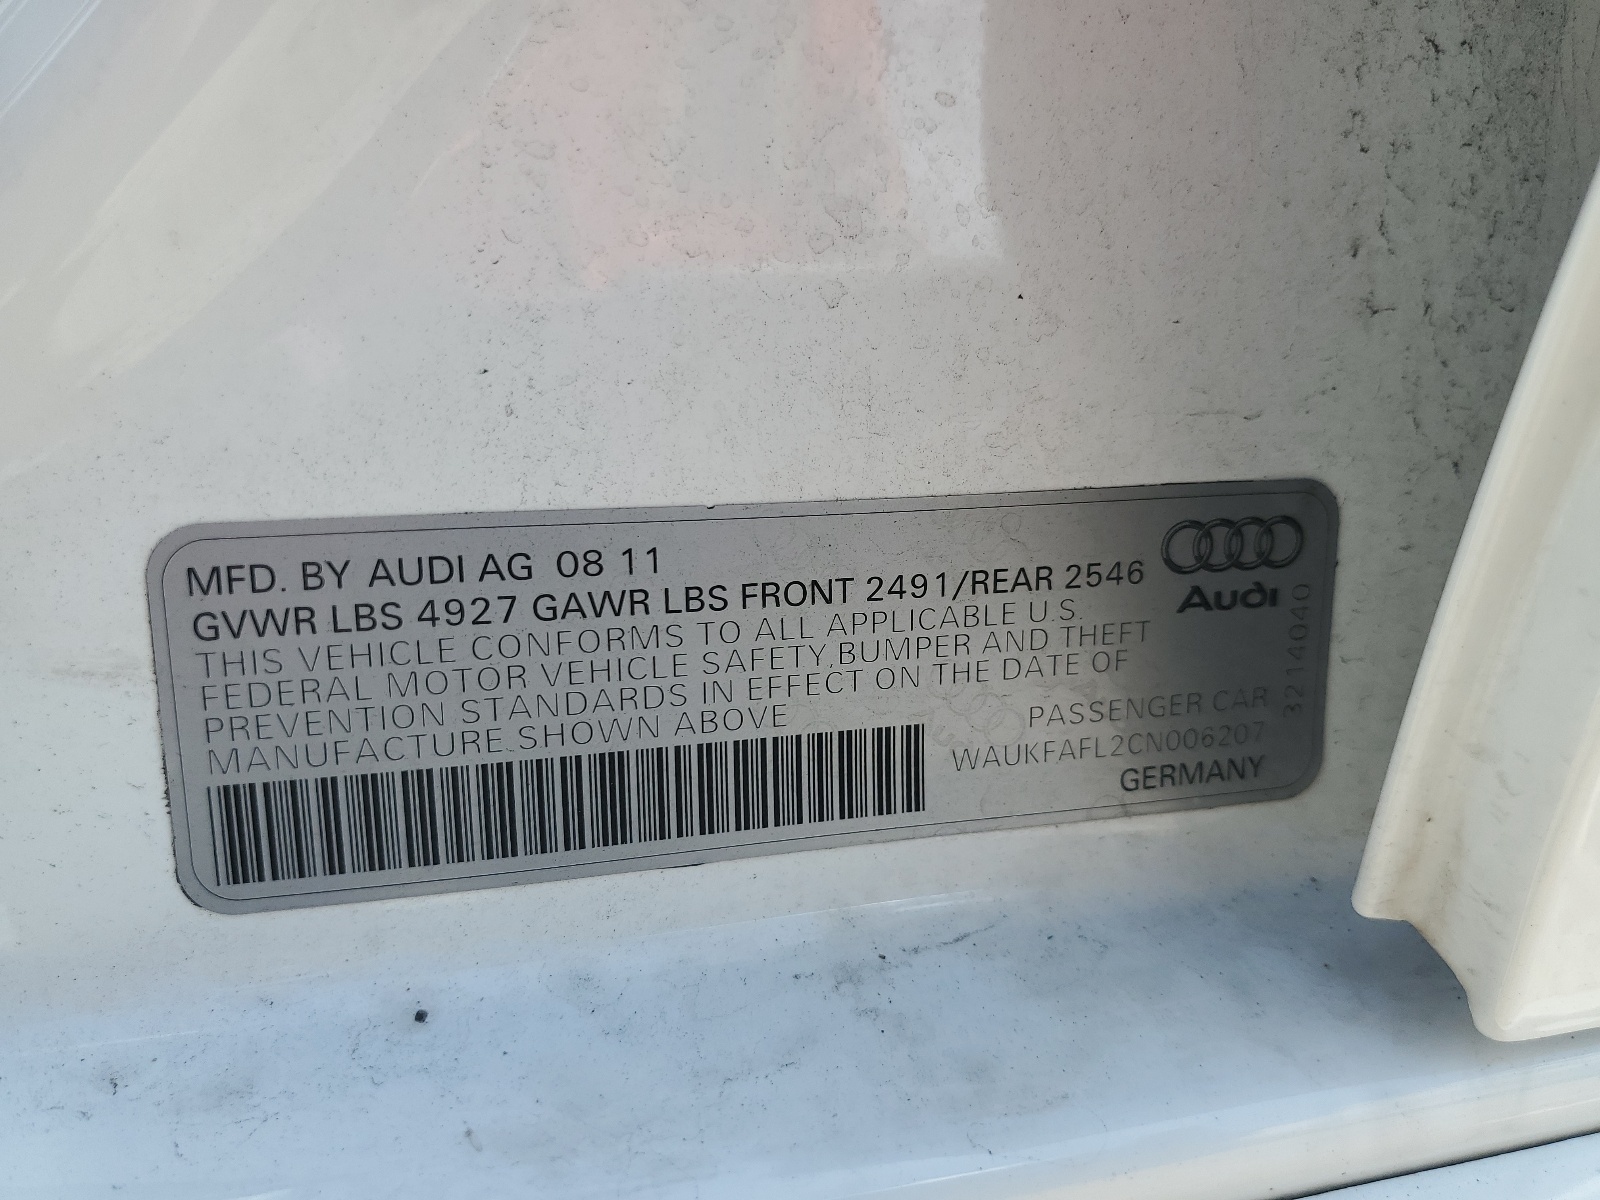 MFD. BY AUDI AG 08 11
GVWR LBS 4927 GAWR LBS FRONT 2491/REAR 2546
THIS VEHICLE CONFORMS TO ALL APPLICABLE U.S.
FEDERAL MOTOR VEHICLE SAFETY, BUMPER AND THEFT
PREVENTION STANDARDS IN EFFECT ON THE DATE OF
MANUFACTURE SHOWN ABOVE
Audi
PASSENGER CAR
WAUKFAFL2CN006207
GERMANY
32140400